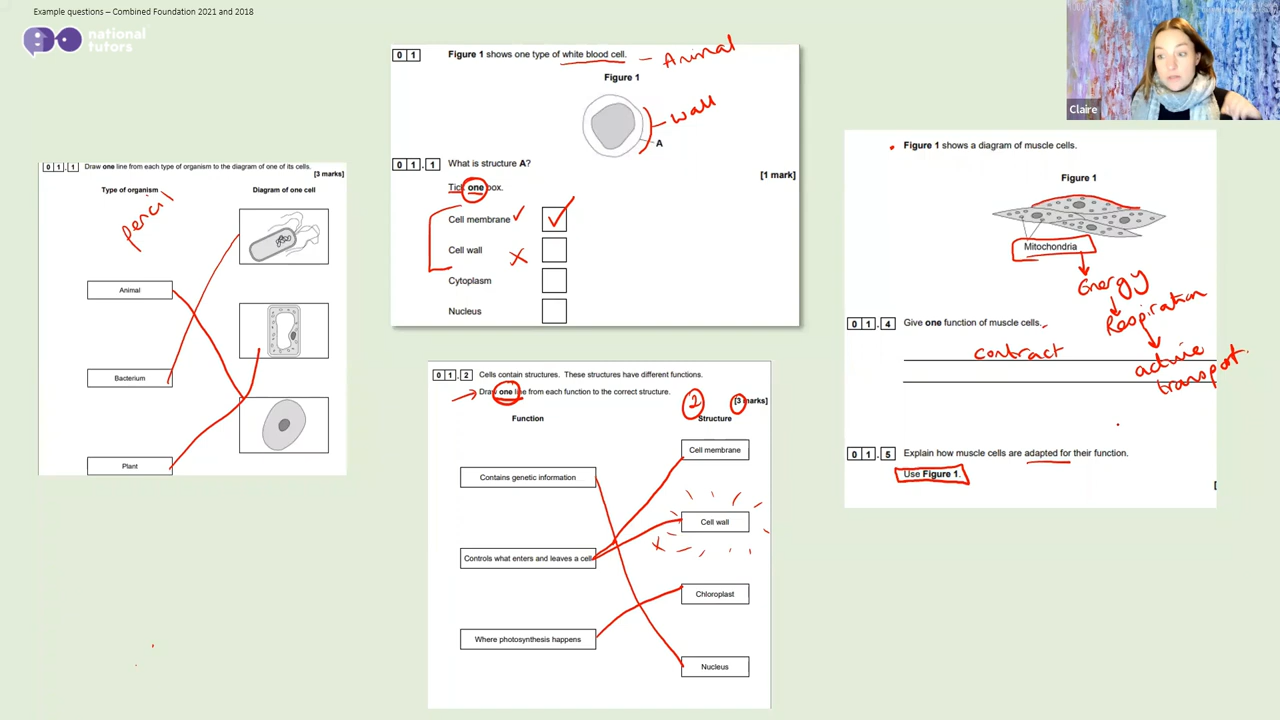 Example questions – Combined Foundation 2021 and 2018
national
tutors
Claire
0 1 . 1 Draw one line from each type of organism to the diagram of one of its cells.
[3 marks]
Type of organism Diagram of one cell
pencil
Animal
Bacterium
Plant
0 1 Figure 1 shows one type of white blood cell. – Animal
Figure 1
wall
A
0 1 . 1 What is structure A?
[1 mark]
Tick one box.
Cell membrane ✓ ✓
Cell wall x
Cytoplasm
Nucleus
0 1 . 2 Cells contain structures. These structures have different functions.
Draw one line from each function to the correct structure.
[3 marks]
2
Function Structure
Cell membrane
Contains genetic information
Cell wall
x
Controls what enters and leaves a cell
Chloroplast
Where photosynthesis happens
Nucleus
Figure 1 shows a diagram of muscle cells.
Figure 1
Mitochondria
Energy
Respiration
active
transport
0 1 . 4 Give one function of muscle cells.
contract
0 1 . 5 Explain how muscle cells are adapted for their function.
Use Figure 1.
[